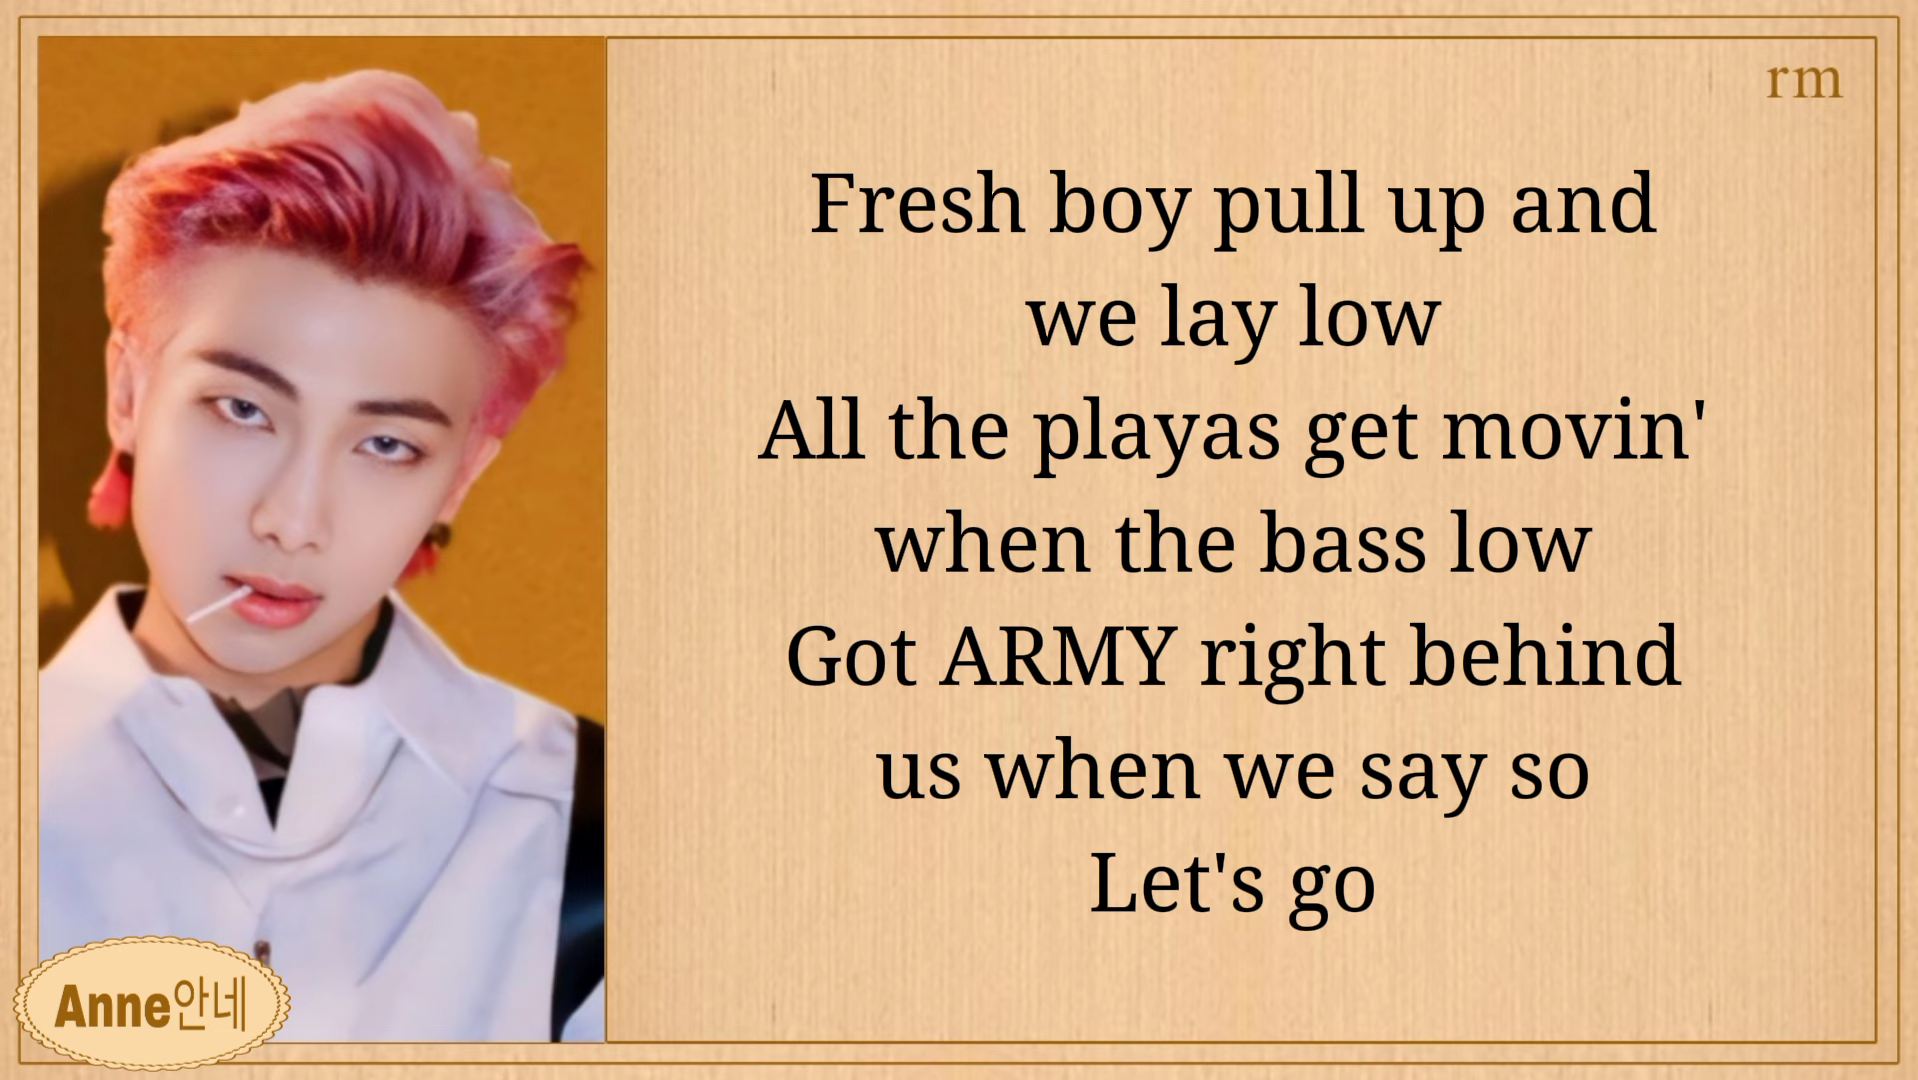 rm
Fresh boy pull up and
we lay low
All the playas get movin'
when the bass low
Got ARMY right behind
us when we say so
Let's go
Anne안네